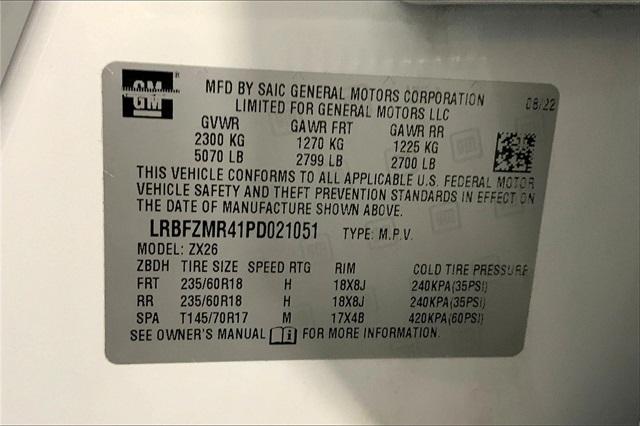 GM
MFD BY SAIC GENERAL MOTORS CORPORATION 08/22
LIMITED FOR GENERAL MOTORS LLC
GVWR GAWR FRT GAWR RR
2300 KG 1270 KG 1225 KG
5070 LB 2799 LB 2700 LB
THIS VEHICLE CONFORMS TO ALL APPLICABLE U.S. FEDERAL MOTOR
VEHICLE SAFETY AND THEFT PREVENTION STANDARDS IN EFFECT ON
THE DATE OF MANUFACTURE SHOWN ABOVE.
LRBFZMR41PD021051 TYPE: M.P.V.
MODEL: ZX26
ZBDH TIRE SIZE SPEED RTG RIM COLD TIRE PRESSURE
FRT 235/60R18 H 18X8J 240KPA(35PSI)
RR 235/60R18 H 18X8J 240KPA(35PSI)
SPA T145/70R17 M 17X4B 420KPA(60PSI)
SEE OWNER'S MANUAL i FOR MORE INFORMATION.